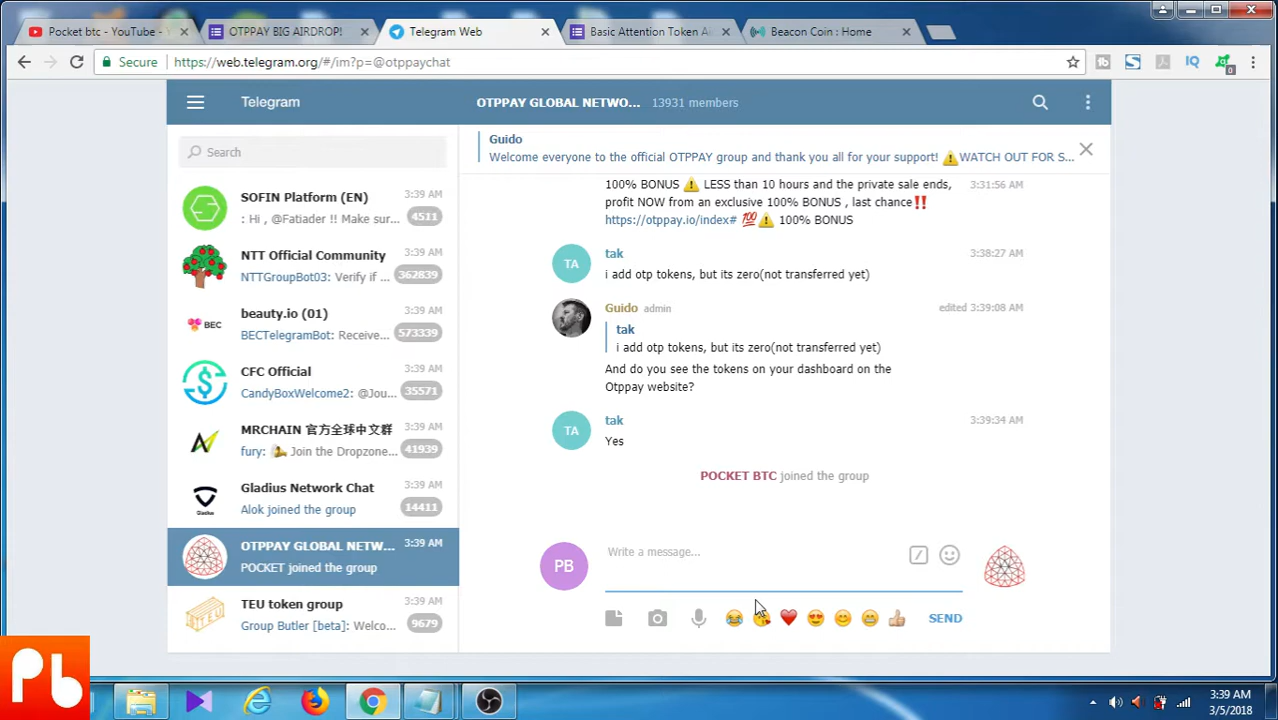 Pocket btc - YouTube -
OTPPAY BIG AIRDROP!
Telegram Web
Basic Attention Token Ai
Beacon Coin : Home
Secure
https://web.telegram.org/#/im?p=@otppaychat
Telegram
OTPPAY GLOBAL NETWO...
13931 members
Search
Guido
Welcome everyone to the official OTPPAY group and thank you all for your support! ⚠️WATCH OUT FOR S...
SOFIN Platform (EN)
3:39 AM
: Hi , @Fatiader !! Make sur...
4511
NTT Official Community
3:39 AM
NTTGroupBot03: Verify if ...
362839
beauty.io (01)
3:39 AM
BEC
BECTelegramBot: Receive...
573339
CFC Official
3:39 AM
CandyBoxWelcome2: @Jou...
35571
MRCHAIN 官方全球中文群
3:39 AM
fury: Join the Dropzone...
41939
Gladius Network Chat
3:39 AM
Gladius
Alok joined the group
14411
OTPPAY GLOBAL NETW...
3:39 AM
POCKET joined the group
TEU token group
3:39 AM
Group Butler [beta]: Welco...
9679
100% BONUS ⚠️ LESS than 10 hours and the private sale ends,
3:31:56 AM
profit NOW from an exclusive 100% BONUS , last chance‼️
https://otppay.io/index# 💯⚠️ 100% BONUS
TA
tak
3:38:27 AM
i add otp tokens, but its zero(not transferred yet)
Guido admin
edited 3:39:08 AM
tak
i add otp tokens, but its zero(not transferred yet)
And do you see the tokens on your dashboard on the
Otppay website?
TA
tak
3:39:34 AM
Yes
POCKET BTC joined the group
PB
Write a message...
SEND
Pb
3:39 AM
3/5/2018